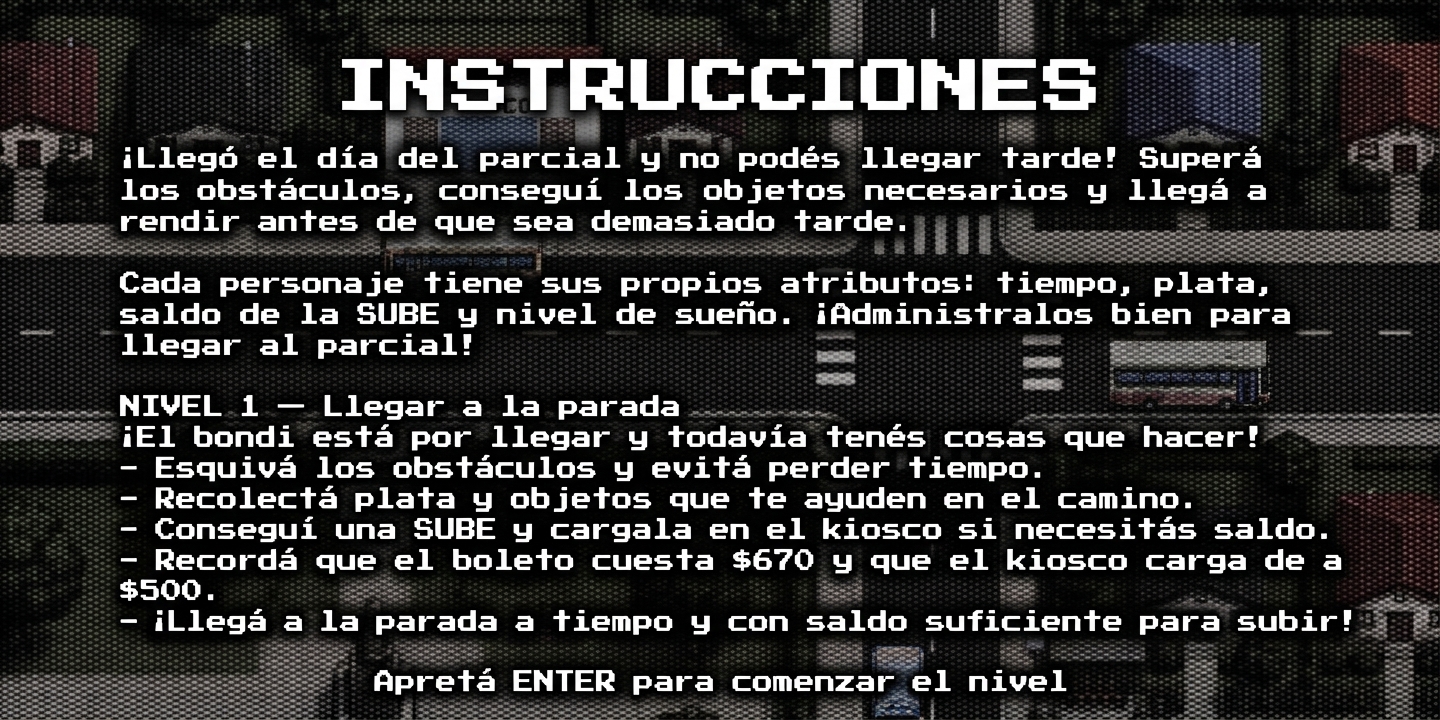 INSTRUCCIONES
¡Llegó el día del parcial y no podés llegar tarde! Superá
los obstáculos, conseguí los objetos necesarios y llegá a
rendir antes de que sea demasiado tarde.
Cada personaje tiene sus propios atributos: tiempo, plata,
saldo de la SUBE y nivel de sueño. ¡Administralos bien para
llegar al parcial!
NIVEL 1 — Llegar a la parada
¡El bondi está por llegar y todavía tenés cosas que hacer!
- Esquivá los obstáculos y evitá perder tiempo.
- Recolectá plata y objetos que te ayuden en el camino.
- Conseguí una SUBE y cargala en el kiosco si necesitás saldo.
- Recordá que el boleto cuesta $670 y que el kiosco carga de a
$500.
- ¡Llegá a la parada a tiempo y con saldo suficiente para subir!
Apretá ENTER para comenzar el nivel